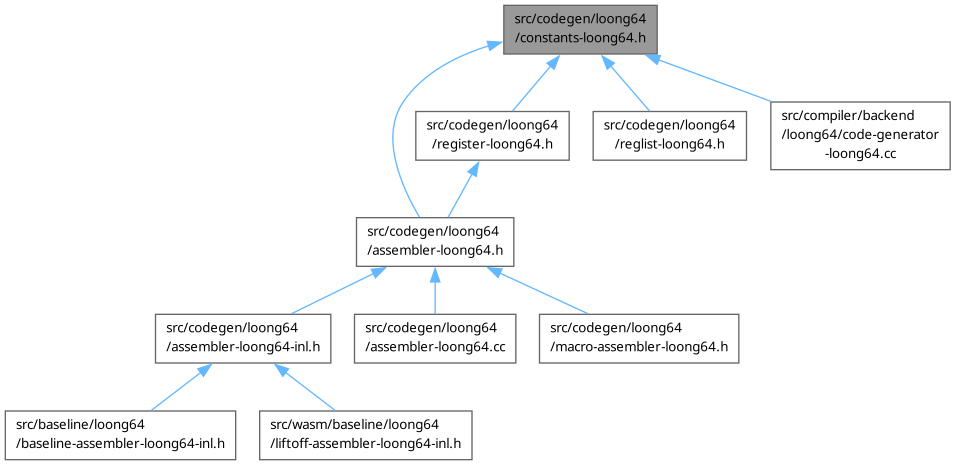 src/codegen/loong64
/constants-loong64.h
src/codegen/loong64
/register-loong64.h
src/codegen/loong64
/reglist-loong64.h
src/compiler/backend
/loong64/code-generator
-loong64.cc
src/codegen/loong64
/assembler-loong64.h
src/codegen/loong64
/assembler-loong64-inl.h
src/codegen/loong64
/assembler-loong64.cc
src/codegen/loong64
/macro-assembler-loong64.h
src/baseline/loong64
/baseline-assembler-loong64-inl.h
src/wasm/baseline/loong64
/liftoff-assembler-loong64-inl.h